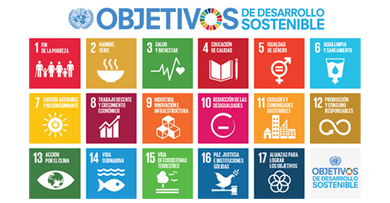 OBJETIVOS
DE DESARROLLO
SOSTENIBLE
1 FIN
DE LA POBREZA
2 HAMBRE
CERO
3 SALUD
Y BIENESTAR
4 EDUCACIÓN
DE CALIDAD
5 IGUALDAD
DE GÉNERO
6 AGUA LIMPIA
Y SANEAMIENTO
7 ENERGÍA ASEQUIBLE
Y NO CONTAMINANTE
8 TRABAJO DECENTE
Y CRECIMIENTO
ECONÓMICO
9 INDUSTRIA,
INNOVACIÓN E
INFRAESTRUCTURA
10 REDUCCIÓN DE LAS
DESIGUALDADES
11 CIUDADES Y
COMUNIDADES
SOSTENIBLES
12 PRODUCCIÓN
Y CONSUMO
RESPONSABLES
13 ACCIÓN
POR EL CLIMA
14 VIDA
SUBMARINA
15 VIDA DE ECOSISTEMAS
TERRESTRES
16 PAZ, JUSTICIA
E INSTITUCIONES
SÓLIDAS
17 ALIANZAS PARA
LOGRAR
LOS OBJETIVOS
OBJETIVOS
DE DESARROLLO
SOSTENIBLE